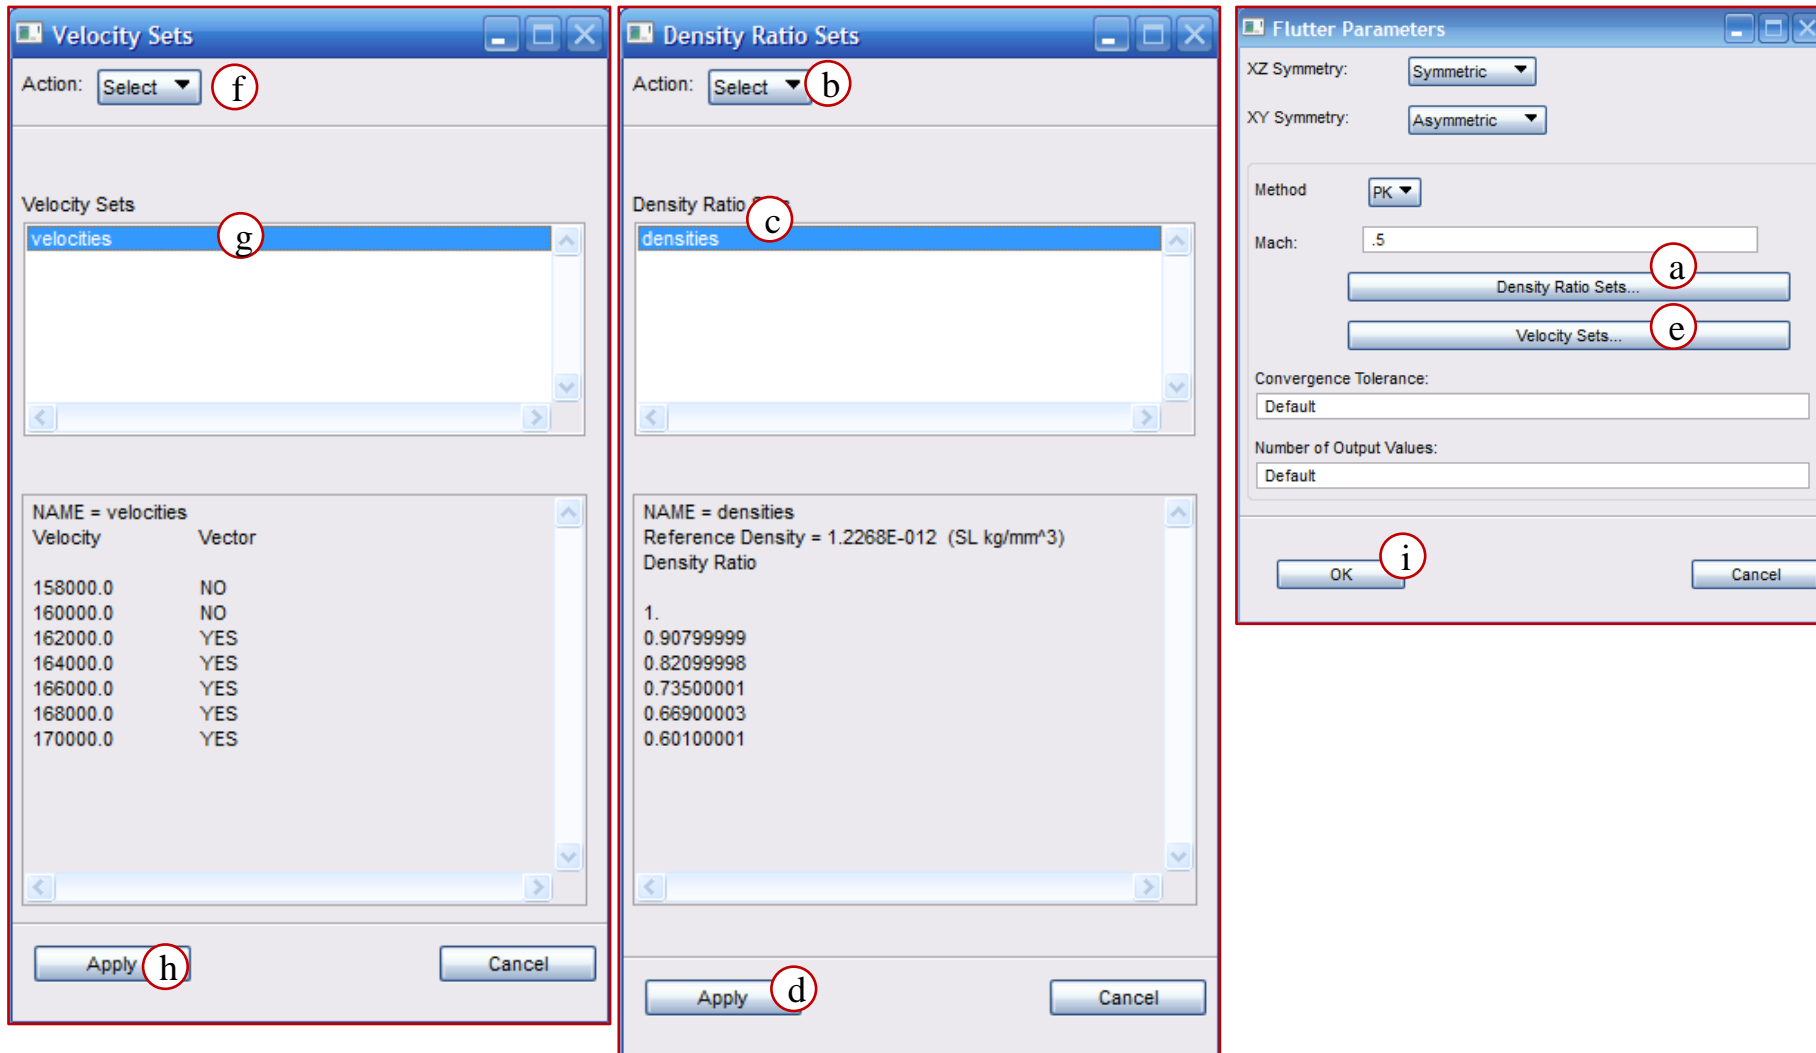 Velocity Sets
Action: Select f
Velocity Sets
velocities g
NAME = velocities
Velocity Vector
158000.0 NO
160000.0 NO
162000.0 YES
164000.0 YES
166000.0 YES
168000.0 YES
170000.0 YES
Apply h Cancel
Density Ratio Sets
Action: Select b
Density Ratio
densities c
NAME = densities
Reference Density = 1.2268E-012 (SL kg/mm^3)
Density Ratio
1.
0.90799999
0.82099998
0.73500001
0.66900003
0.60100001
Apply d Cancel
Flutter Parameters
XZ Symmetry: Symmetric
XY Symmetry: Asymmetric
Method PK
Mach: .5
a
Density Ratio Sets...
Velocity Sets... e
Convergence Tolerance:
Default
Number of Output Values:
Default
OK i Cancel